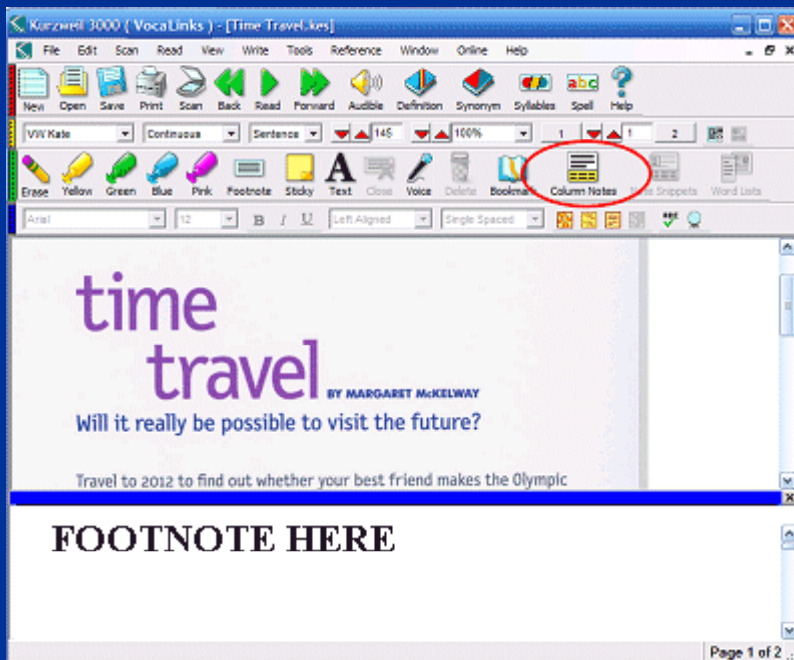 Kurzweil 3000 ( VocaLinks ) - [Time Travel.kes]
File Edit Scan Read View Write Tools Reference Window Online Help
New Open Save Print Scan Back Read Forward Audible Definition Synonym Syllables Spell Help
VW Kate Continuous Sentence 145 100% 1 1 2
Erase Yellow Green Blue Pink Footnote Sticky Text Close Voice Delete Bookmark Column Notes Snippets Word Lists
Arial 12 B I U Left Aligned Single Spaced
time
travel BY MARGARET McKELWAY
Will it really be possible to visit the future?
Travel to 2012 to find out whether your best friend makes the Olympic
FOOTNOTE HERE
Page 1 of 2